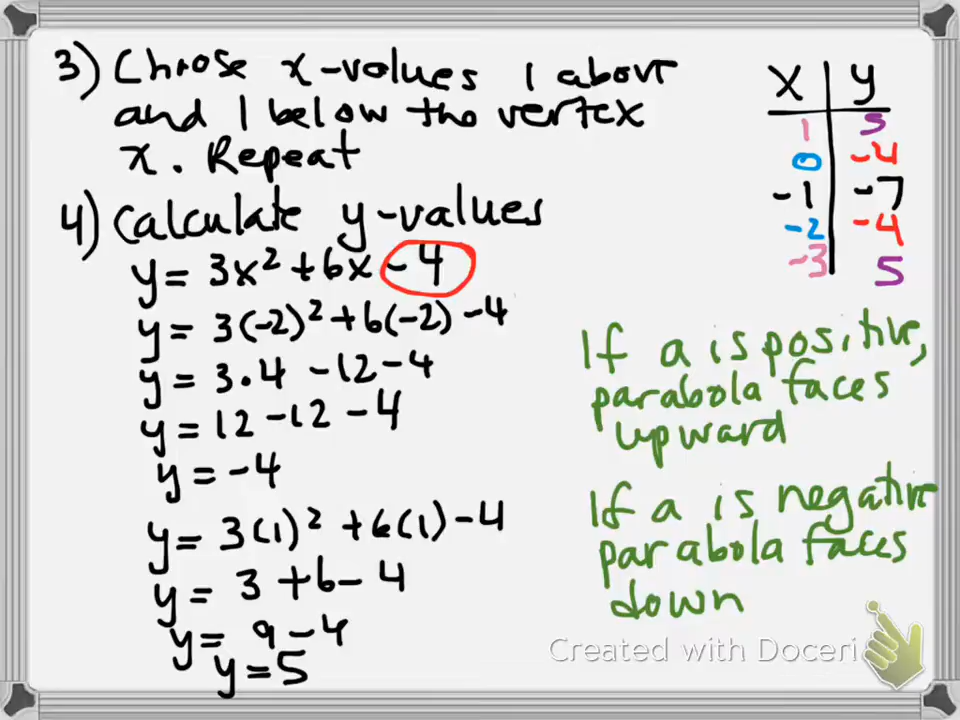 3) Choose x-values 1 above
and 1 below the vertex
x. Repeat
4) Calculate y-values
y = 3x² + 6x - 4
y = 3(-2)² + 6(-2) - 4
y = 3·4 - 12 - 4
y = 12 - 12 - 4
y = -4
y = 3(1)² + 6(1) - 4
y = 3 + 6 - 4
y = 9 - 4
y = 5
x | y
1 | 5
0 | -4
-1 | -7
-2 | -4
-3 | 5
If a is positive,
parabola faces
upward
If a is negative
parabola faces
down
Created with Doceri